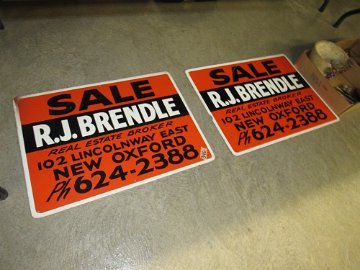 SALE
R.J. BRENDLE
REAL ESTATE BROKER
102 LINCOLNWAY EAST
NEW OXFORD
Ph 624-2388
SALE
R.J. BRENDLE
REAL ESTATE BROKER
102 LINCOLNWAY EAST
NEW OXFORD
Ph 624-2388